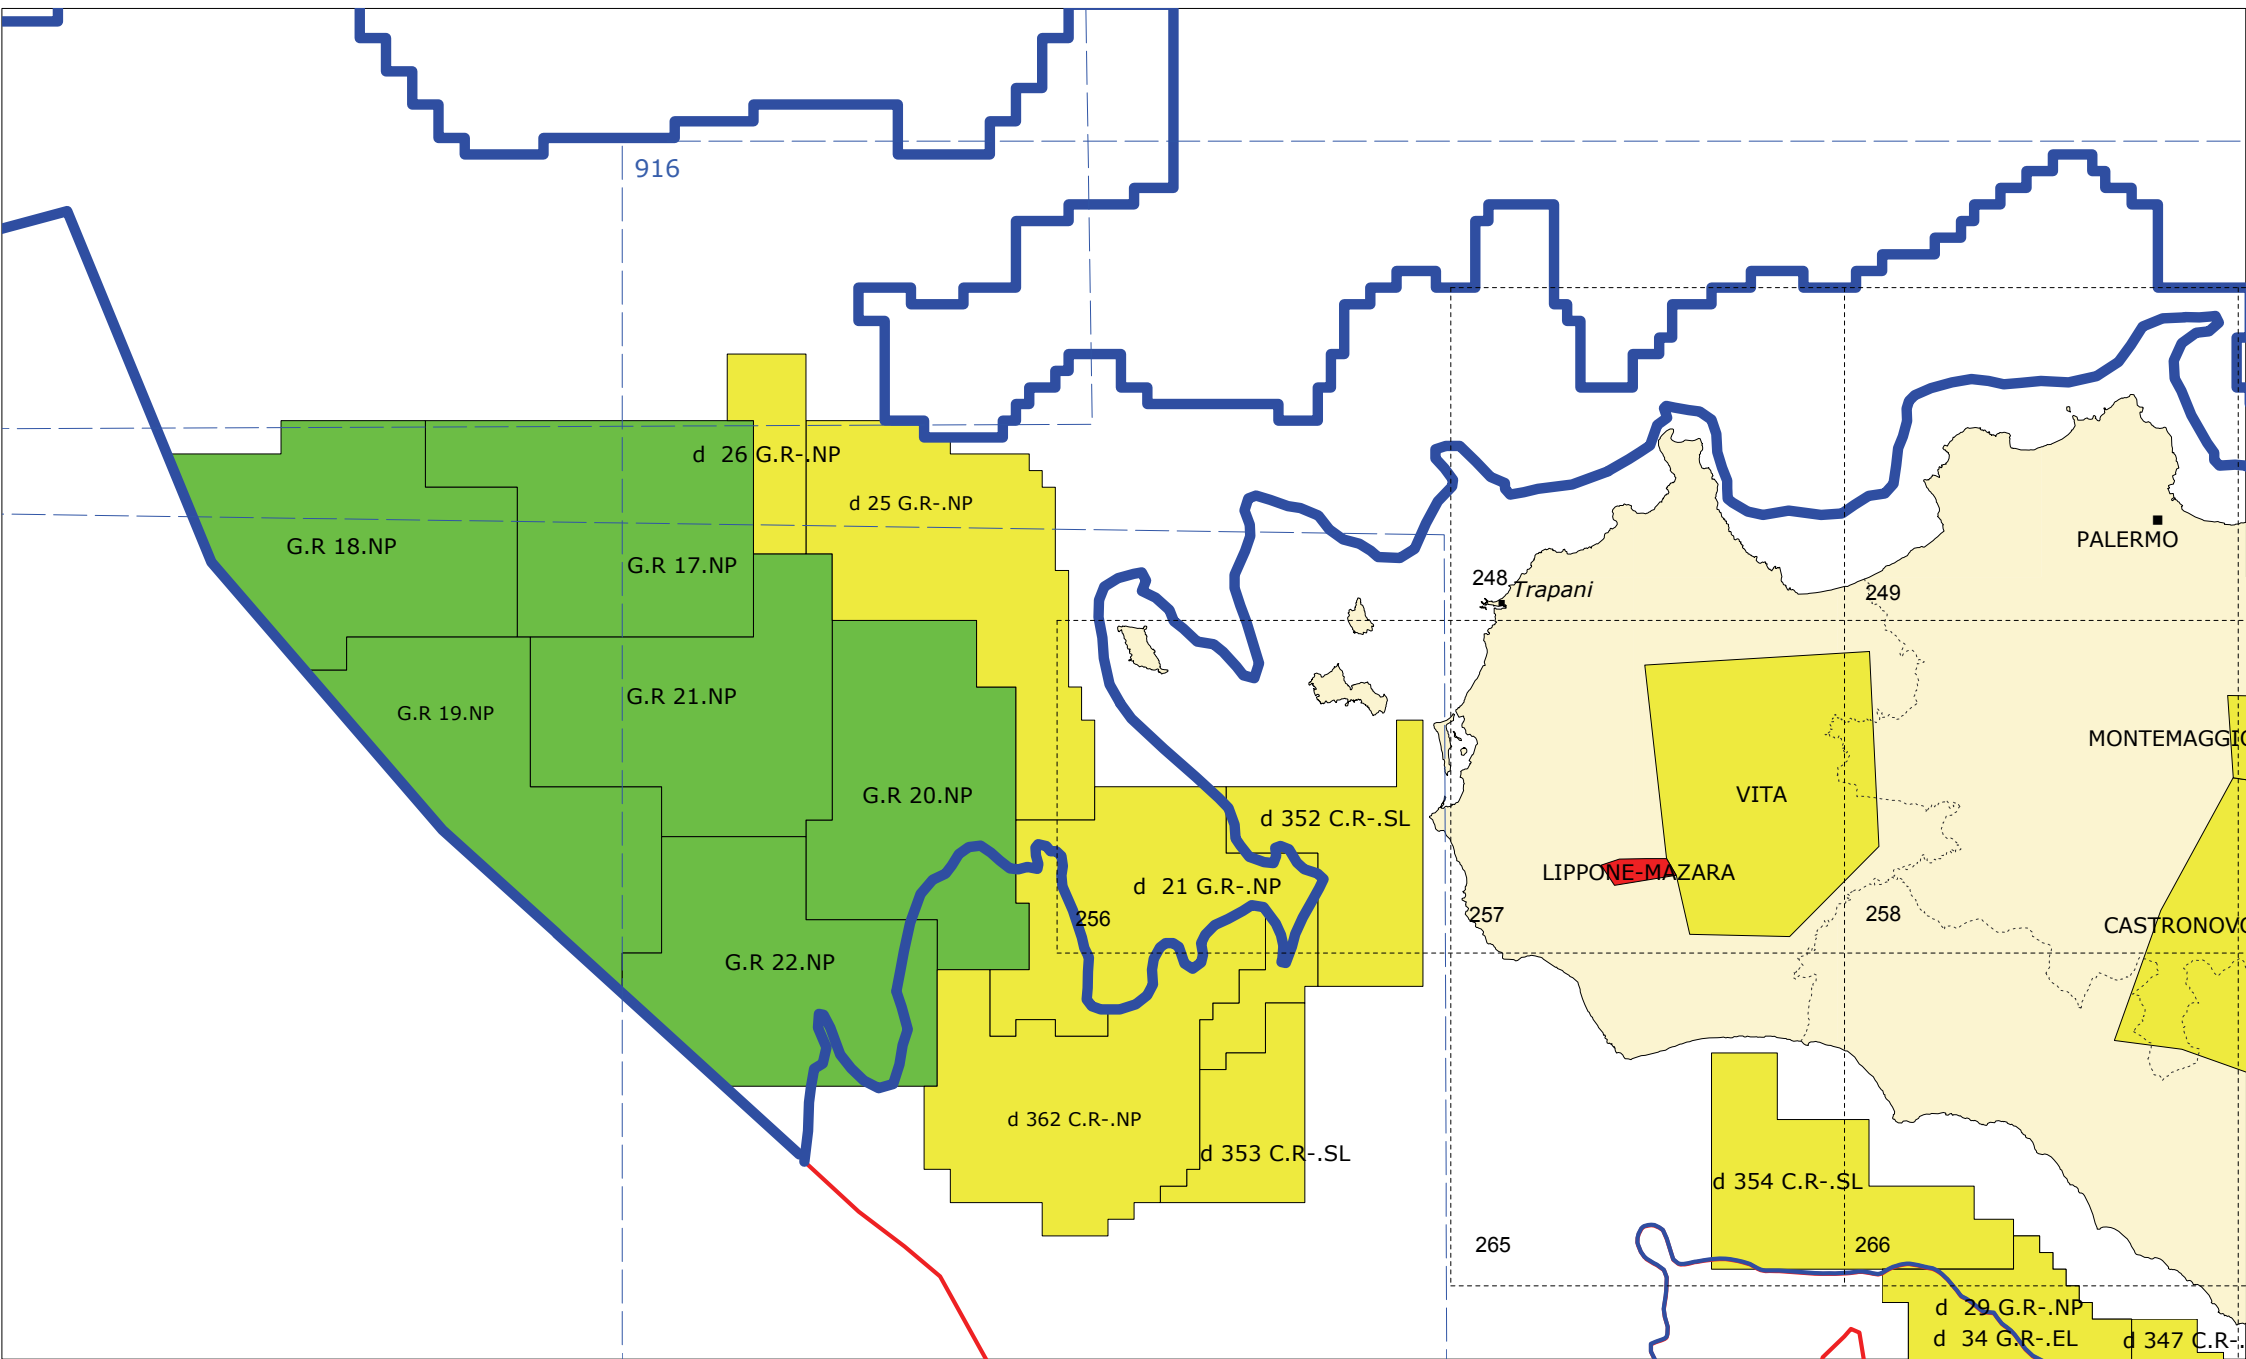 916
d  26 G.R-.NP
d 25 G.R-.NP
G.R 18.NP
G.R 17.NP
PALERMO
248
Trapani
249
G.R 21.NP
G.R 19.NP
MONTEMAGGIO
G.R 20.NP
VITA
d 352 C.R-.SL
LIPPONE-MAZARA
d  21 G.R-.NP
256
257
258
CASTRONOVO
G.R 22.NP
d 362 C.R-.NP
d 353 C.R-.SL
d 354 C.R-.SL
265
266
d  29 G.R-.NP
d  34 G.R-.EL
d 347 C.R-.